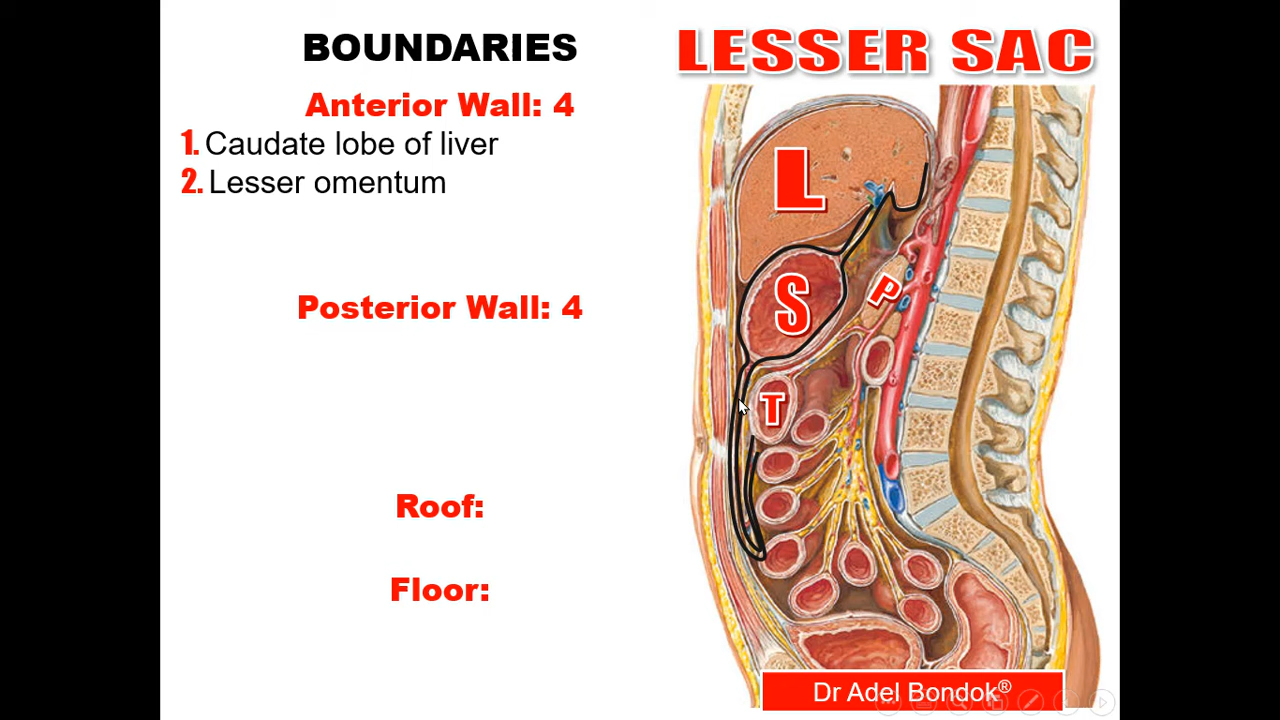 BOUNDARIES
Anterior Wall: 4
1. Caudate lobe of liver
2. Lesser omentum
Posterior Wall: 4
Roof:
Floor:
LESSER SAC
L
S
P
T
Dr Adel Bondok®